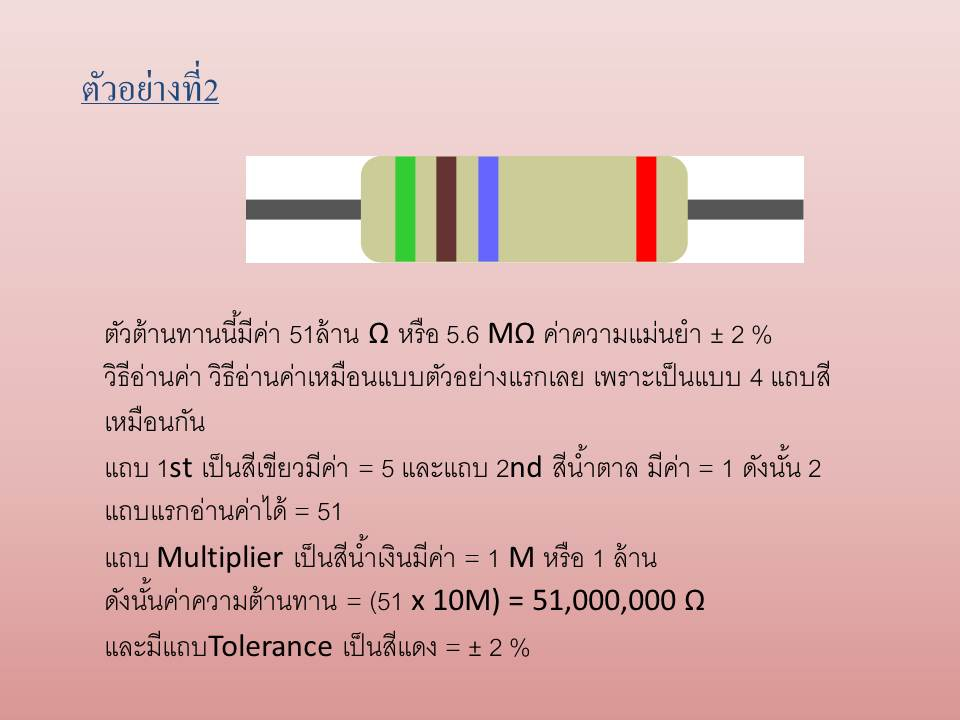 ตัวอย่างที่2
ตัวต้านทานนี้มีค่า 51ล้าน Ω หรือ 5.6 MΩ ค่าความแม่นยำ ± 2 %
วิธีอ่านค่า วิธีอ่านค่าเหมือนแบบตัวอย่างแรกเลย เพราะเป็นแบบ 4 แถบสี
เหมือนกัน
แถบ 1st เป็นสีเขียวมีค่า = 5 และแถบ 2nd สีน้ำตาล มีค่า = 1 ดังนั้น 2
แถบแรกอ่านค่าได้ = 51
แถบ Multiplier เป็นสีน้ำเงินมีค่า = 1 M หรือ 1 ล้าน
ดังนั้นค่าความต้านทาน = (51 x 10M) = 51,000,000 Ω
และมีแถบTolerance เป็นสีแดง = ± 2 %